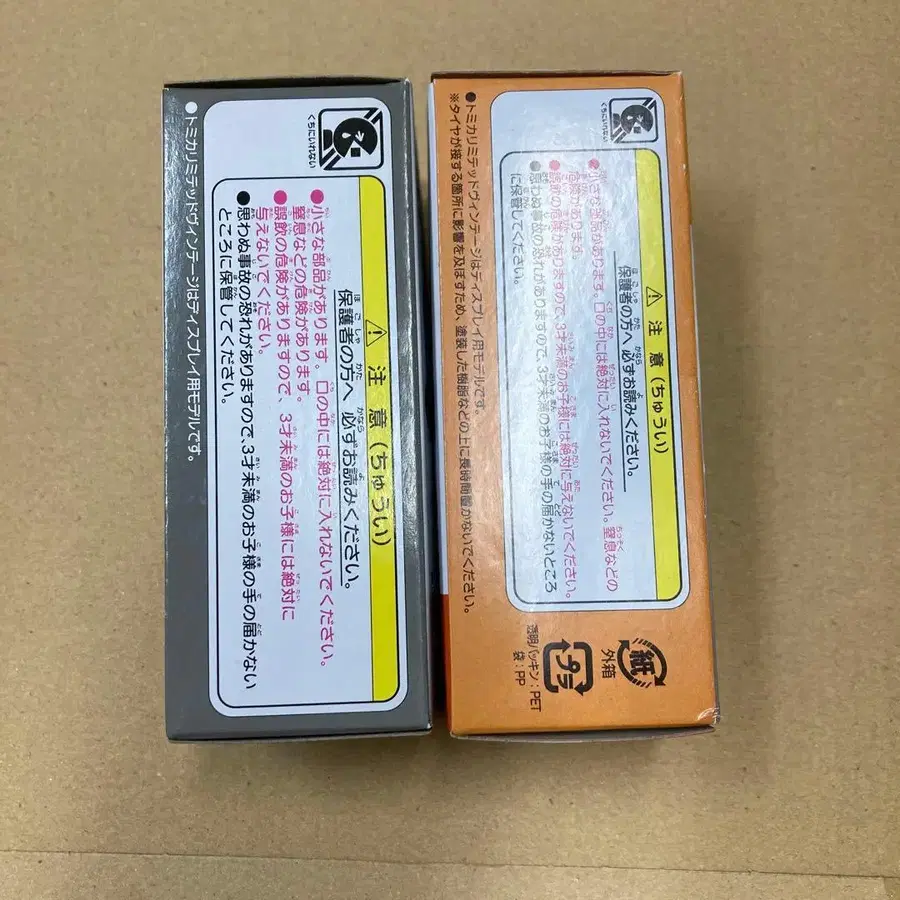 くちにいれない
⚠ 注 意 (ちゅうい)
保護者の方へ 必ずお読みください。
●小さな部品があります。口の中には絶対に入れないでください。
窒息などの危険があります。
●誤飲の危険がありますので、3才未満のお子様には絶対に
与えないでください。
●思わぬ事故の恐れがありますので、3才未満のお子様の手の届かない
ところに保管してください。
●トミカリミテッドヴィンテージはディスプレイ用モデルです。
くちにいれない
⚠ 注 意 (ちゅうい)
保護者の方へ 必ずお読みください。
●小さな部品があります。口の中には絶対に入れないでください。窒息などの
危険があります。
●誤飲の危険がありますので、3才未満のお子様には絶対に与えないでください。
●思わぬ事故の恐れがありますので、3才未満のお子様の手の届かないところ
に保管してください。
●トミカリミテッドヴィンテージはディスプレイ用モデルです。
※タイヤが接する箇所に影響を及ぼすため、塗装した樹脂などの上に長時間置かないでください。
紙
外箱
プラ
透明パッキン:PET
袋:PP